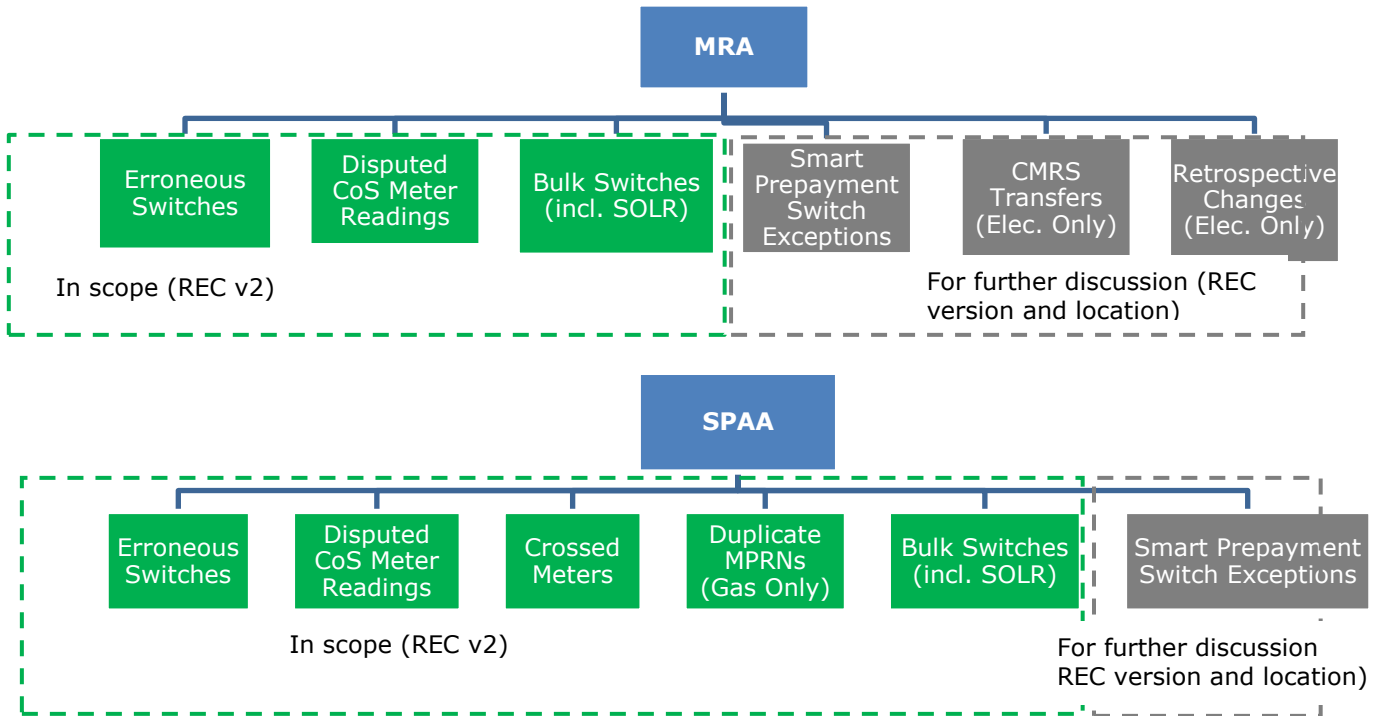 MRA
Erroneous
Switches
Disputed
CoS Meter
Readings
Bulk Switches
(incl. SOLR)
Smart
Prepayment
Switch
Exceptions
CMRS
Transfers
(Elec. Only)
Retrospective
Changes
(Elec. Only)
In scope (REC v2)
For further discussion (REC
version and location)
SPAA
Erroneous
Switches
Disputed
CoS Meter
Readings
Crossed
Meters
Duplicate
MPRNs
(Gas Only)
Bulk Switches
(incl. SOLR)
Smart Prepayment
Switch Exceptions
In scope (REC v2)
For further discussion
REC version and location)